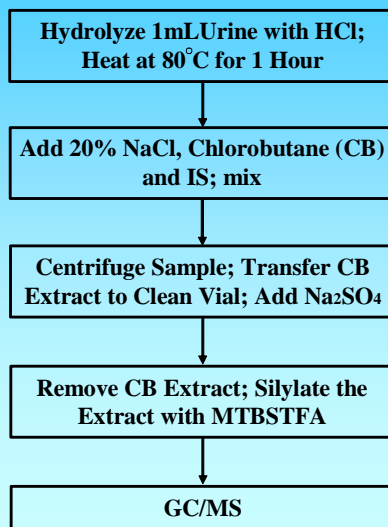 Hydrolyze 1mLUrine with HCl;
Heat at 80°C for 1 Hour
Add 20% NaCl, Chlorobutane (CB)
and IS; mix
Centrifuge Sample; Transfer CB
Extract to Clean Vial; Add Na₂SO₄
Remove CB Extract; Silylate the
Extract with MTBSTFA
GC/MS